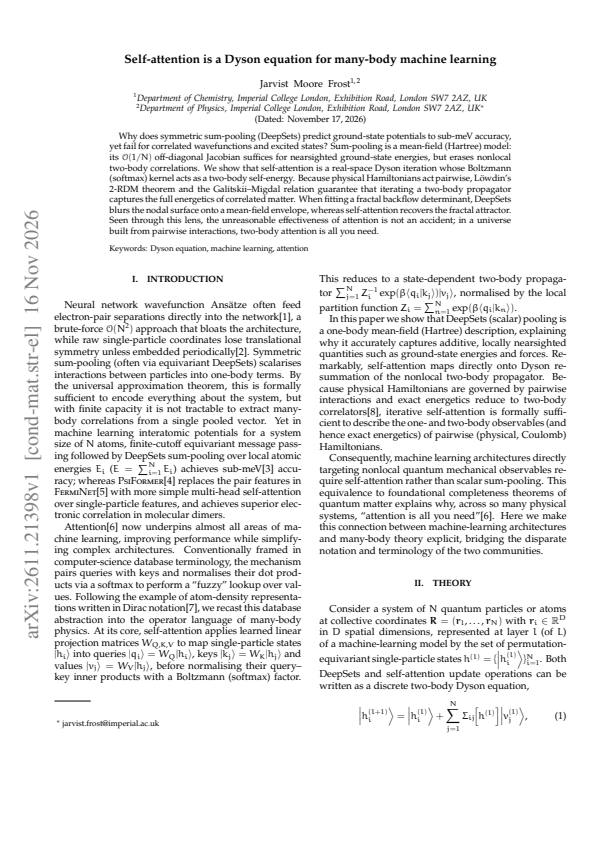 Self-attention is a Dyson equation for many-body machine learning
Jarvist Moore Frost1,2
1Department of Chemistry, Imperial College London, Exhibition Road, London SW7 2AZ, UK
2Department of Physics, Imperial College London, Exhibition Road, London SW7 2AZ, UK*
(Dated: November 17, 2026)
Why does symmetric sum-pooling (DeepSets) predict ground-state potentials to sub-meV accuracy,
yet fail for correlated wavefunctions and excited states? Sum-pooling is a mean-field (Hartree) model:
its O(1/N) off-diagonal Jacobian suffices for nearsighted ground-state energies, but erases nonlocal
two-body correlations. We show that self-attention is a real-space Dyson iteration whose Boltzmann
(softmax) kernel acts as a two-body self-energy. Because physical Hamiltonians act pairwise, Löwdin's
2-RDM theorem and the Galitskii–Migdal relation guarantee that iterating a two-body propagator
captures the full energetics of correlated matter. When fitting a fractal backflow determinant, DeepSets
blurs the nodal surface onto a mean-field envelope, whereas self-attention recovers the fractal attractor.
Seen through this lens, the unreasonable effectiveness of attention is not an accident; in a universe
built from pairwise interactions, two-body attention is all you need.
Keywords: Dyson equation, machine learning, attention
I. INTRODUCTION
Neural network wavefunction Ansätze often feed
electron-pair separations directly into the network[1], a
brute-force O(N²) approach that bloats the architecture,
while raw single-particle coordinates lose translational
symmetry unless embedded periodically[2]. Symmetric
sum-pooling (often via equivariant DeepSets) scalarises
interactions between particles into one-body terms. By
the universal approximation theorem, this is formally
sufficient to encode everything about the system, but
with finite capacity it is not tractable to extract many-
body correlations from a single pooled vector. Yet in
machine learning interatomic potentials for a system
size of N atoms, finite-cutoff equivariant message pass-
ing followed by DeepSets sum-pooling over local atomic
energies Eᵢ (E = ∑ᵢ₌₁ᴺ Eᵢ) achieves sub-meV[3] accu-
racy; whereas PsiFormer[4] replaces the pair features in
FermiNet[5] with more simple multi-head self-attention
over single-particle features, and achieves superior elec-
tronic correlation in molecular dimers.
Attention[6] now underpins almost all areas of ma-
chine learning, improving performance while simplify-
ing complex architectures. Conventionally framed in
computer-science database terminology, the mechanism
pairs queries with keys and normalises their dot prod-
ucts via a softmax to perform a "fuzzy" lookup over val-
ues. Following the example of atom-density representa-
tions written in Dirac notation[7], we recast this database
abstraction into the operator language of many-body
physics. At its core, self-attention applies learned linear
projection matrices W_Q,K,V to map single-particle states
|hᵢ⟩ into queries |qᵢ⟩ = W_Q|hᵢ⟩, keys |kⱼ⟩ = W_K|hⱼ⟩ and
values |vⱼ⟩ = W_V|hⱼ⟩, before normalising their query–
key inner products with a Boltzmann (softmax) factor.
* jarvist.frost@imperial.ac.uk
This reduces to a state-dependent two-body propaga-
tor ∑ⱼ₌₁ᴺ Zᵢ⁻¹ exp(β⟨qᵢ|kⱼ⟩)|vⱼ⟩, normalised by the local
partition function Zᵢ = ∑ₙ₌₁ᴺ exp(β⟨qᵢ|kₙ⟩).
In this paper we show that DeepSets (scalar) pooling is
a one-body mean-field (Hartree) description, explaining
why it accurately captures additive, locally nearsighted
quantities such as ground-state energies and forces. Re-
markably, self-attention maps directly onto Dyson re-
summation of the nonlocal two-body propagator. Be-
cause physical Hamiltonians are governed by pairwise
interactions and exact energetics reduce to two-body
correlators[8], iterative self-attention is formally suffi-
cient to describe the one- and two-body observables (and
hence exact energetics) of pairwise (physical, Coulomb)
Hamiltonians.
Consequently, machine learning architectures directly
targeting nonlocal quantum mechanical observables re-
quire self-attention rather than scalar sum-pooling. This
equivalence to foundational completeness theorems of
quantum matter explains why, across so many physical
systems, "attention is all you need"[6]. Here we make
this connection between machine-learning architectures
and many-body theory explicit, bridging the disparate
notation and terminology of the two communities.
II. THEORY
Consider a system of N quantum particles or atoms
at collective coordinates R = (r₁, . . . , r_N) with rᵢ ∈ ℝᴰ
in D spatial dimensions, represented at layer l (of L)
of a machine-learning model by the set of permutation-
equivariant single-particle states h⁽ˡ⁾ = {|hᵢ⁽ˡ⁾⟩}ᵢ₌₁ᴺ. Both
DeepSets and self-attention update operations can be
written as a discrete two-body Dyson equation,
|hᵢ⁽ˡ⁺¹⁾⟩ = |hᵢ⁽ˡ⁾⟩ + ∑ⱼ₌₁ᴺ Σᵢⱼ[h⁽ˡ⁾]|vⱼ⁽ˡ⁾⟩, (1)
arXiv:2611.21398v1 [cond-mat.str-el] 16 Nov 2026